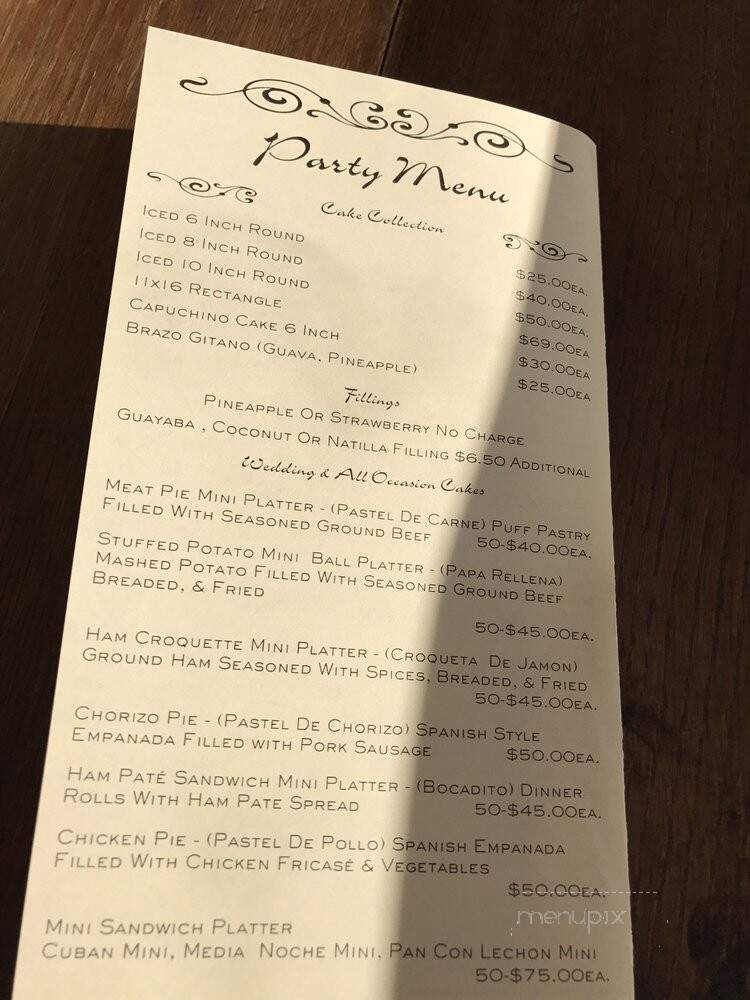 Party Menu
Cake Collection
Iced 6 Inch Round $25.00ea.
Iced 8 Inch Round $40.00ea.
Iced 10 Inch Round $50.00ea.
11x16 Rectangle $69.00ea
Capuchino Cake 6 Inch $30.00ea
Brazo Gitano (Guava, Pineapple) $25.00ea
Fillings
Pineapple Or Strawberry No Charge
Guayaba , Coconut Or Natilla Filling $6.50 Additional
Wedding & All Occasion Cakes
Meat Pie Mini Platter - (Pastel De Carne) Puff Pastry
Filled With Seasoned Ground Beef 50-$40.00ea.
Stuffed Potato Mini Ball Platter - (Papa Rellena)
Mashed Potato Filled With Seasoned Ground Beef
Breaded, & Fried
50-$45.00ea.
Ham Croquette Mini Platter - (Croqueta De Jamon)
Ground Ham Seasoned With Spices, Breaded, & Fried
50-$45.00ea.
Chorizo Pie - (Pastel De Chorizo) Spanish Style
Empanada Filled with Pork Sausage $50.00ea.
Ham Paté Sandwich Mini Platter - (Bocadito) Dinner
Rolls With Ham Pate Spread 50-$45.00ea.
Chicken Pie - (Pastel De Pollo) Spanish Empanada
Filled With Chicken Fricasé & Vegetables
$50.00ea.
menupix
Mini Sandwich Platter
Cuban Mini, Media Noche Mini, Pan Con Lechon Mini
50-$75.00ea.